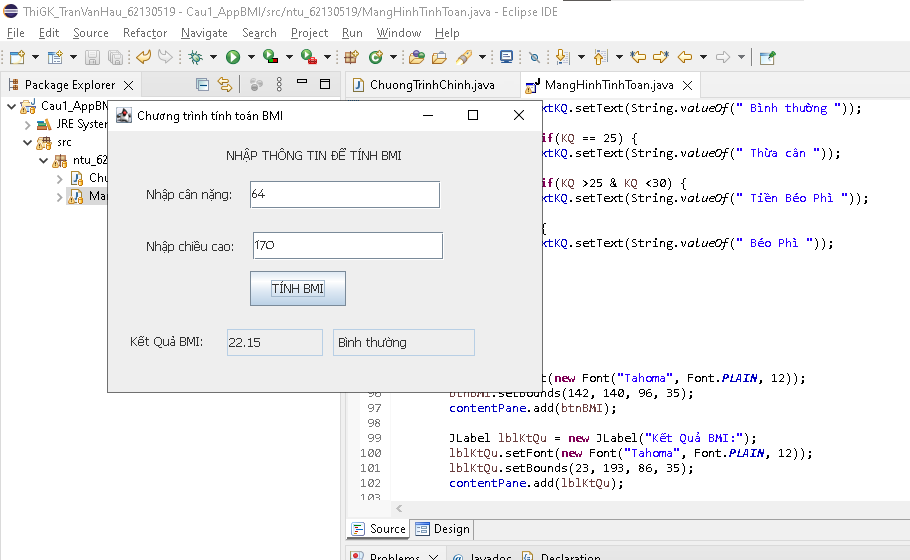 ThiGK_TranVanHau_62130519 - Cau1_AppBMI/src/ntu_62130519/MangHinhTinhToan.java - Eclipse IDE
File Edit Source Refactor Navigate Search Project Run Window Help
Package Explorer
ChuongTrinhChinh.java
MangHinhTinhToan.java
Cau1_AppBM
JRE System
src
ntu_62
Chu
Man
Chương trình tính toán BMI
NHẬP THÔNG TIN ĐỂ TÍNH BMI
Nhập cân nặng: 64
Nhập chiều cao: 170
TÍNH BMI
Kết Quả BMI: 22.15 Bình thường
xtKQ.setText(String.valueOf(" Bình thường "));
if(KQ == 25) {
xtKQ.setText(String.valueOf(" Thừa cân "));
if(KQ >25 & KQ <30) {
xtKQ.setText(String.valueOf(" Tiền Béo Phì "));
{
xtKQ.setText(String.valueOf(" Béo Phì "));
t(new Font("Tahoma", Font.PLAIN, 12));
96 btnBMI.setBounds(142, 140, 96, 35);
97 contentPane.add(btnBMI);
98
99 JLabel lblKtQu = new JLabel("Kết Quả BMI:");
100 lblKtQu.setFont(new Font("Tahoma", Font.PLAIN, 12));
101 lblKtQu.setBounds(23, 193, 86, 35);
102 contentPane.add(lblKtQu);
103
Source Design
Problems @ Javadoc Declaration